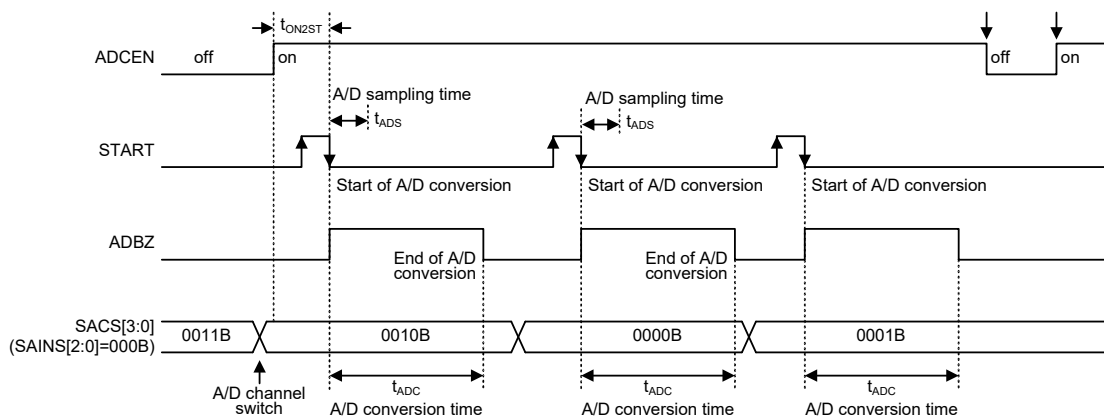 tON2ST
ADCEN
off
on
off
on
A/D sampling time
tADS
A/D sampling time
tADS
START
Start of A/D conversion
Start of A/D conversion
Start of A/D conversion
ADBZ
End of A/D
conversion
End of A/D
conversion
SACS[3:0]
(SAINS[2:0]=000B)
0011B
0010B
0000B
0001B
A/D channel
switch
tADC
A/D conversion time
tADC
A/D conversion time
tADC
A/D conversion time